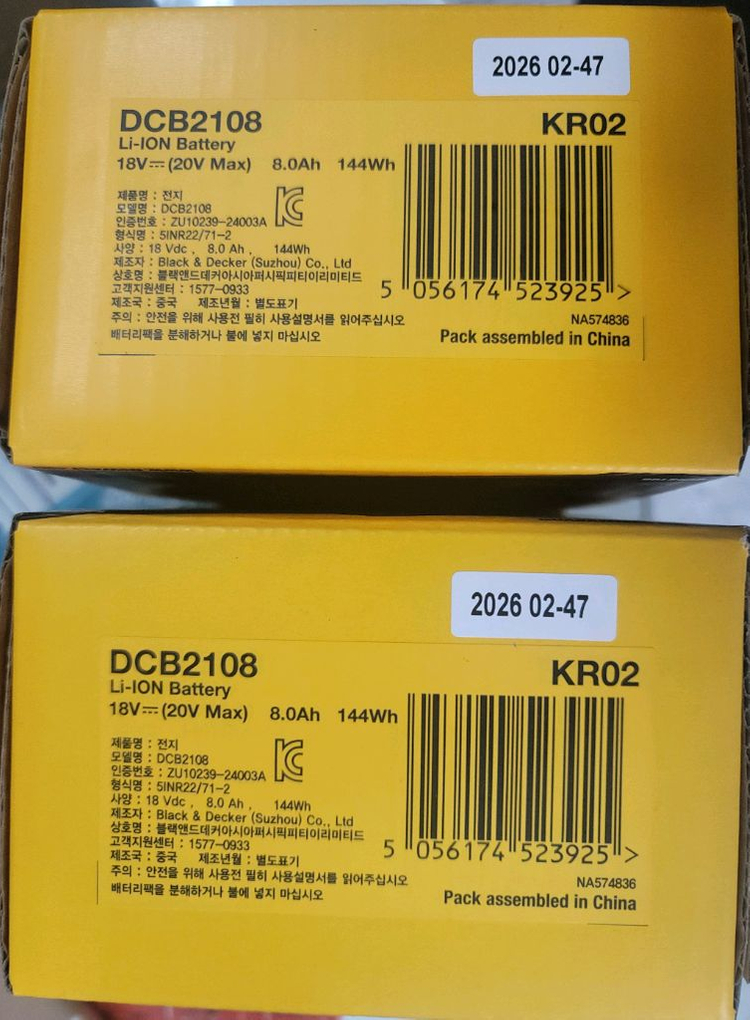 2026 02-47
DCB2108
KR02
Li-ION Battery
18V⎓(20V Max) 8.0Ah 144Wh
제품명 : 전지
모델명 : DCB2108
인증번호 : ZU10239-24003A
형식명 : 5INR22/71-2
사양 : 18 Vdc , 8.0 Ah , 144Wh
제조자 : Black & Decker (Suzhou) Co., Ltd
상호명 : 블랙앤드데커아시아퍼시픽피티이리미티드
고객지원센터 : 1577-0933
제조국 : 중국 제조년월 : 별도표기
주의 : 안전을 위해 사용전 필히 사용설명서를 읽어주십시오
배터리팩을 분해하거나 불에 넣지 마십시오
5 056174 523925 >
NA574836
Pack assembled in China
2026 02-47
DCB2108
KR02
Li-ION Battery
18V⎓(20V Max) 8.0Ah 144Wh
제품명 : 전지
모델명 : DCB2108
인증번호 : ZU10239-24003A
형식명 : 5INR22/71-2
사양 : 18 Vdc , 8.0 Ah , 144Wh
제조자 : Black & Decker (Suzhou) Co., Ltd
상호명 : 블랙앤드데커아시아퍼시픽피티이리미티드
고객지원센터 : 1577-0933
제조국 : 중국 제조년월 : 별도표기
주의 : 안전을 위해 사용전 필히 사용설명서를 읽어주십시오
배터리팩을 분해하거나 불에 넣지 마십시오
5 056174 523925 >
NA574836
Pack assembled in China